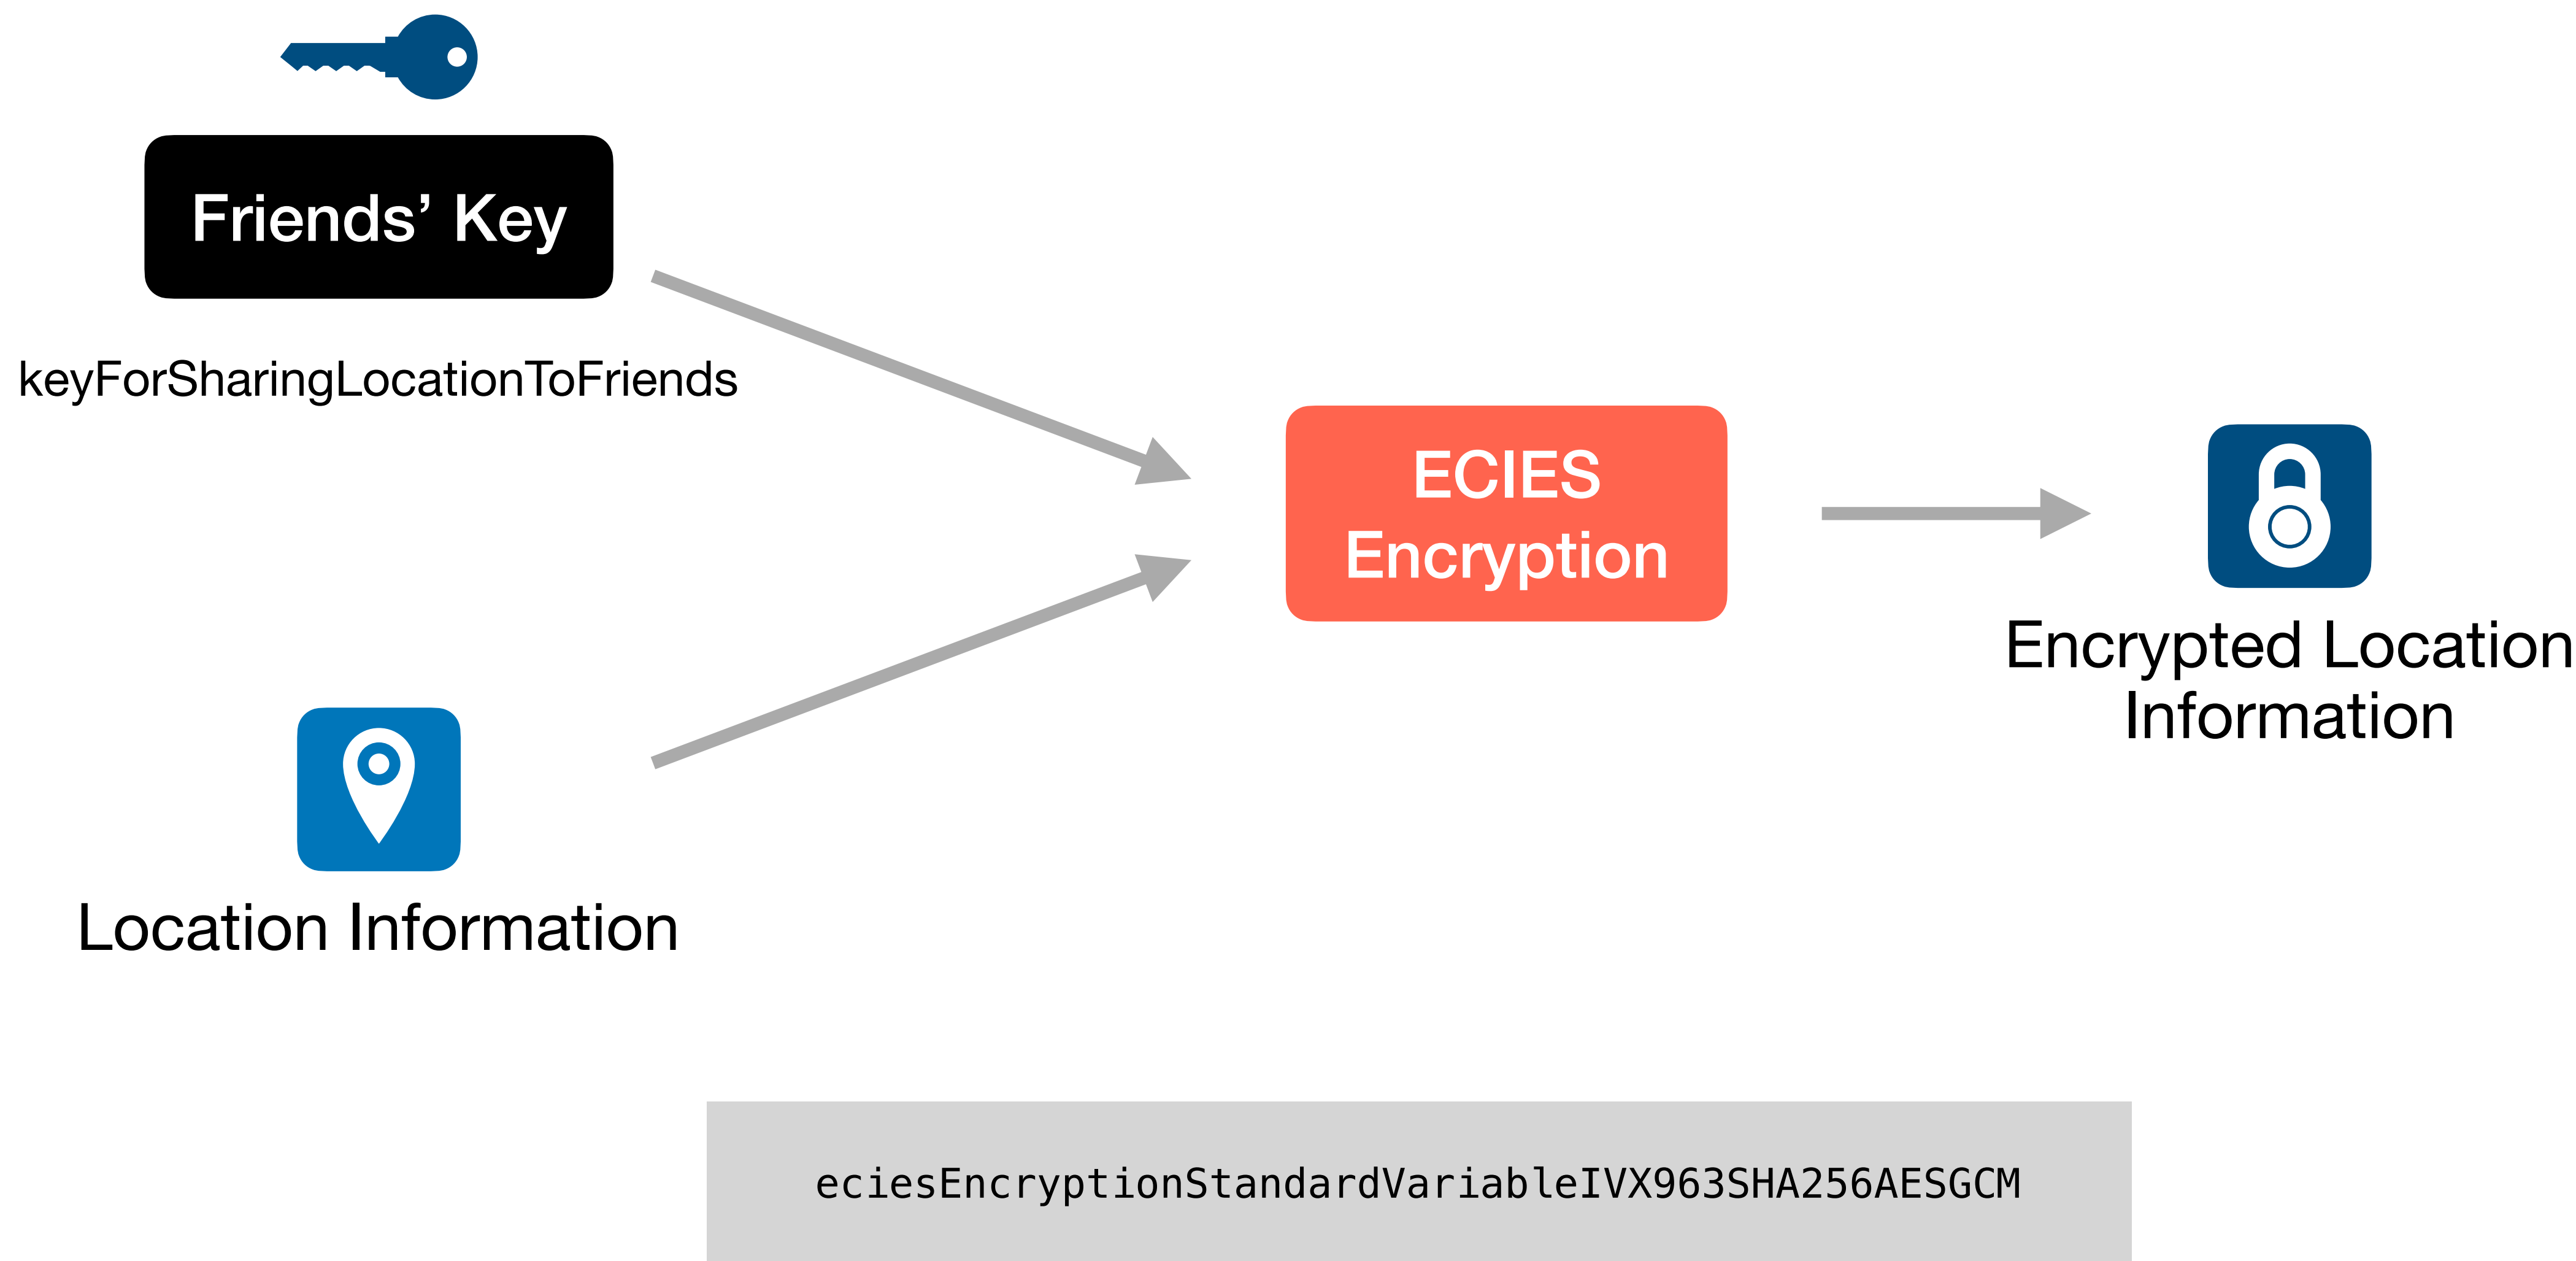 Friends’ Key
keyForSharingLocationToFriends
ECIES
Encryption
Encrypted Location
Information
Location Information
eciesEncryptionStandardVariableIVX963SHA256AESGCM